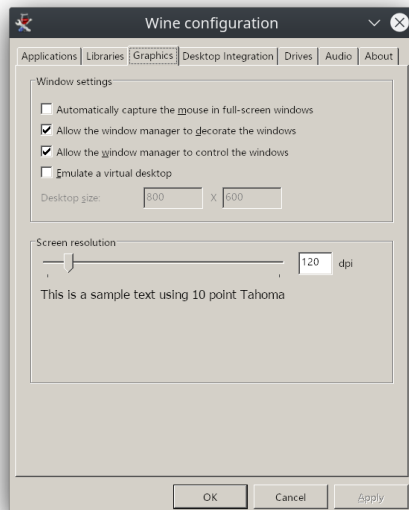 Wine configuration
Applications Libraries Graphics Desktop Integration Drives Audio About
Window settings
Automatically capture the mouse in full-screen windows
Allow the window manager to decorate the windows
Allow the window manager to control the windows
Emulate a virtual desktop
Desktop size: 800 X 600
Screen resolution
120 dpi
This is a sample text using 10 point Tahoma
OK Cancel Apply